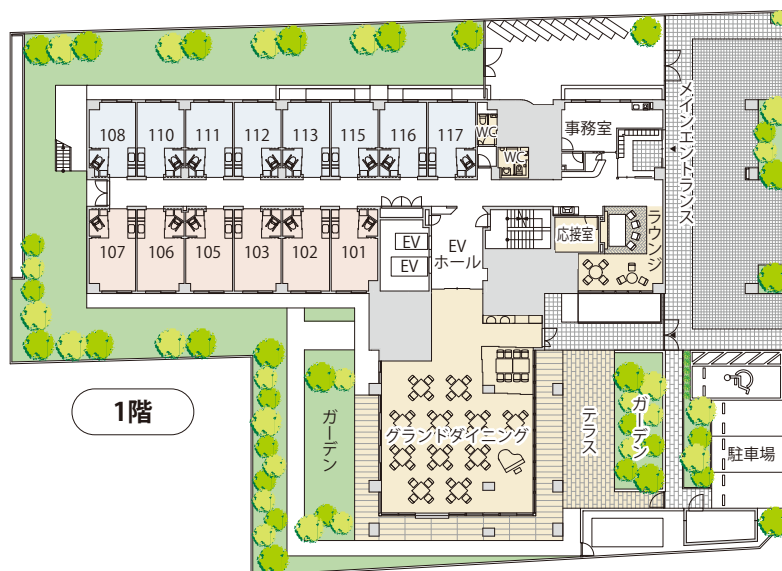 108
110
111
112
113
115
116
117
WC
WC
事務室
メインエントランス
107
106
105
103
102
101
EV
EV
EV
ホール
応接室
ラウンジ
1階
ガーデン
グランドダイニング
テラス
ガーデン
駐車場